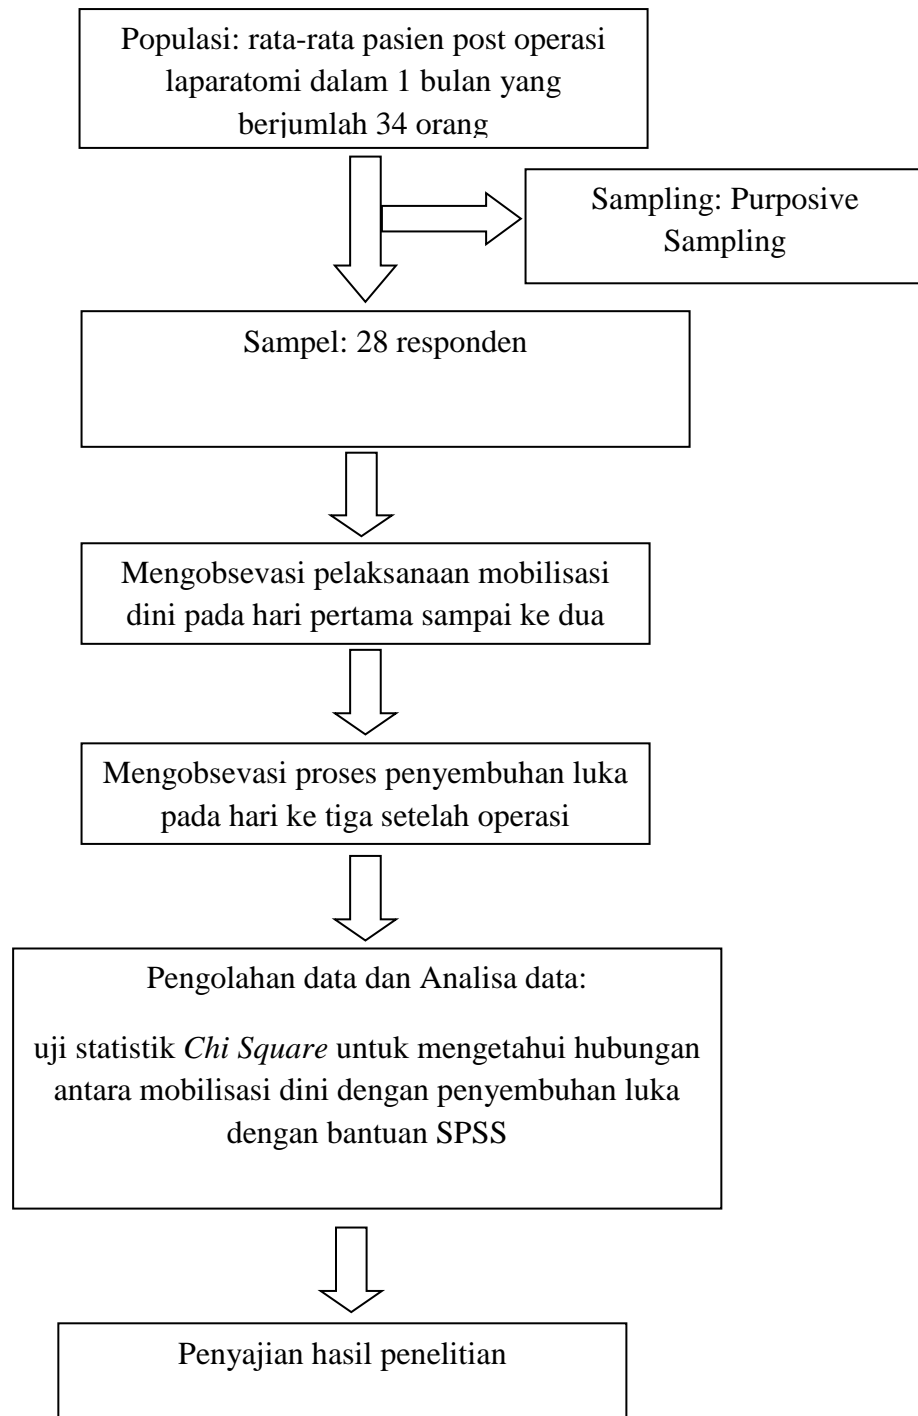 Populasi: rata-rata pasien post operasi
laparatomi dalam 1 bulan yang
berjumlah 34 orang
Sampling: Purposive
Sampling
Sampel: 28 responden
Mengobsevasi pelaksanaan mobilisasi
dini pada hari pertama sampai ke dua
Mengobsevasi proses penyembuhan luka
pada hari ke tiga setelah operasi
Pengolahan data dan Analisa data:
uji statistik Chi Square untuk mengetahui hubungan
antara mobilisasi dini dengan penyembuhan luka
dengan bantuan SPSS
Penyajian hasil penelitian